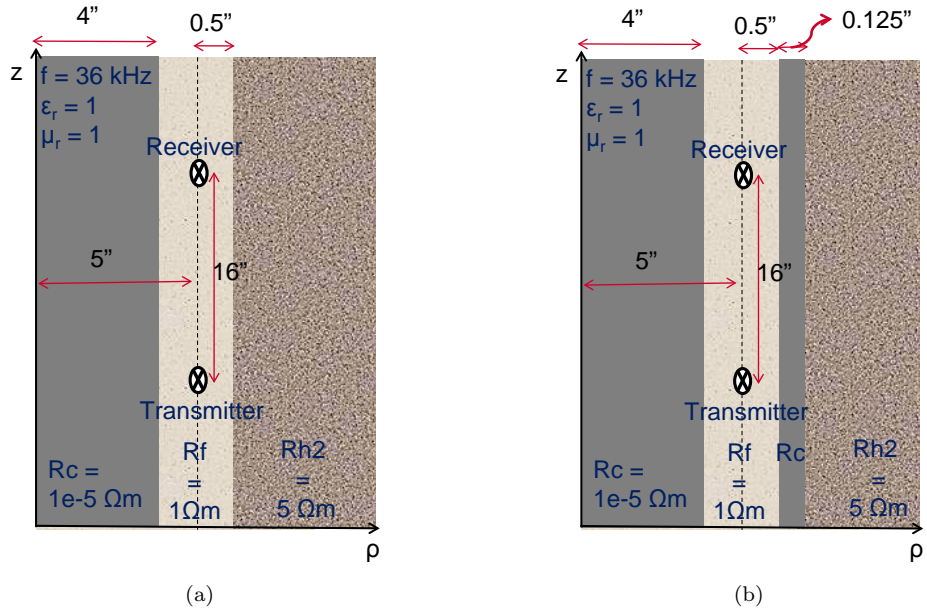 4”
0.5”
z
f = 36 kHz
εr = 1
μr = 1
Receiver
5”
16”
Transmitter
Rc =
1e-5 Ωm
Rf
=
1Ωm
Rh2
=
5 Ωm
ρ
(a)
4”
0.5”
0.125”
z
f = 36 kHz
εr = 1
μr = 1
Receiver
5”
16”
Transmitter
Rc =
1e-5 Ωm
Rf
=
1Ωm
Rc
Rh2
=
5 Ωm
ρ
(b)